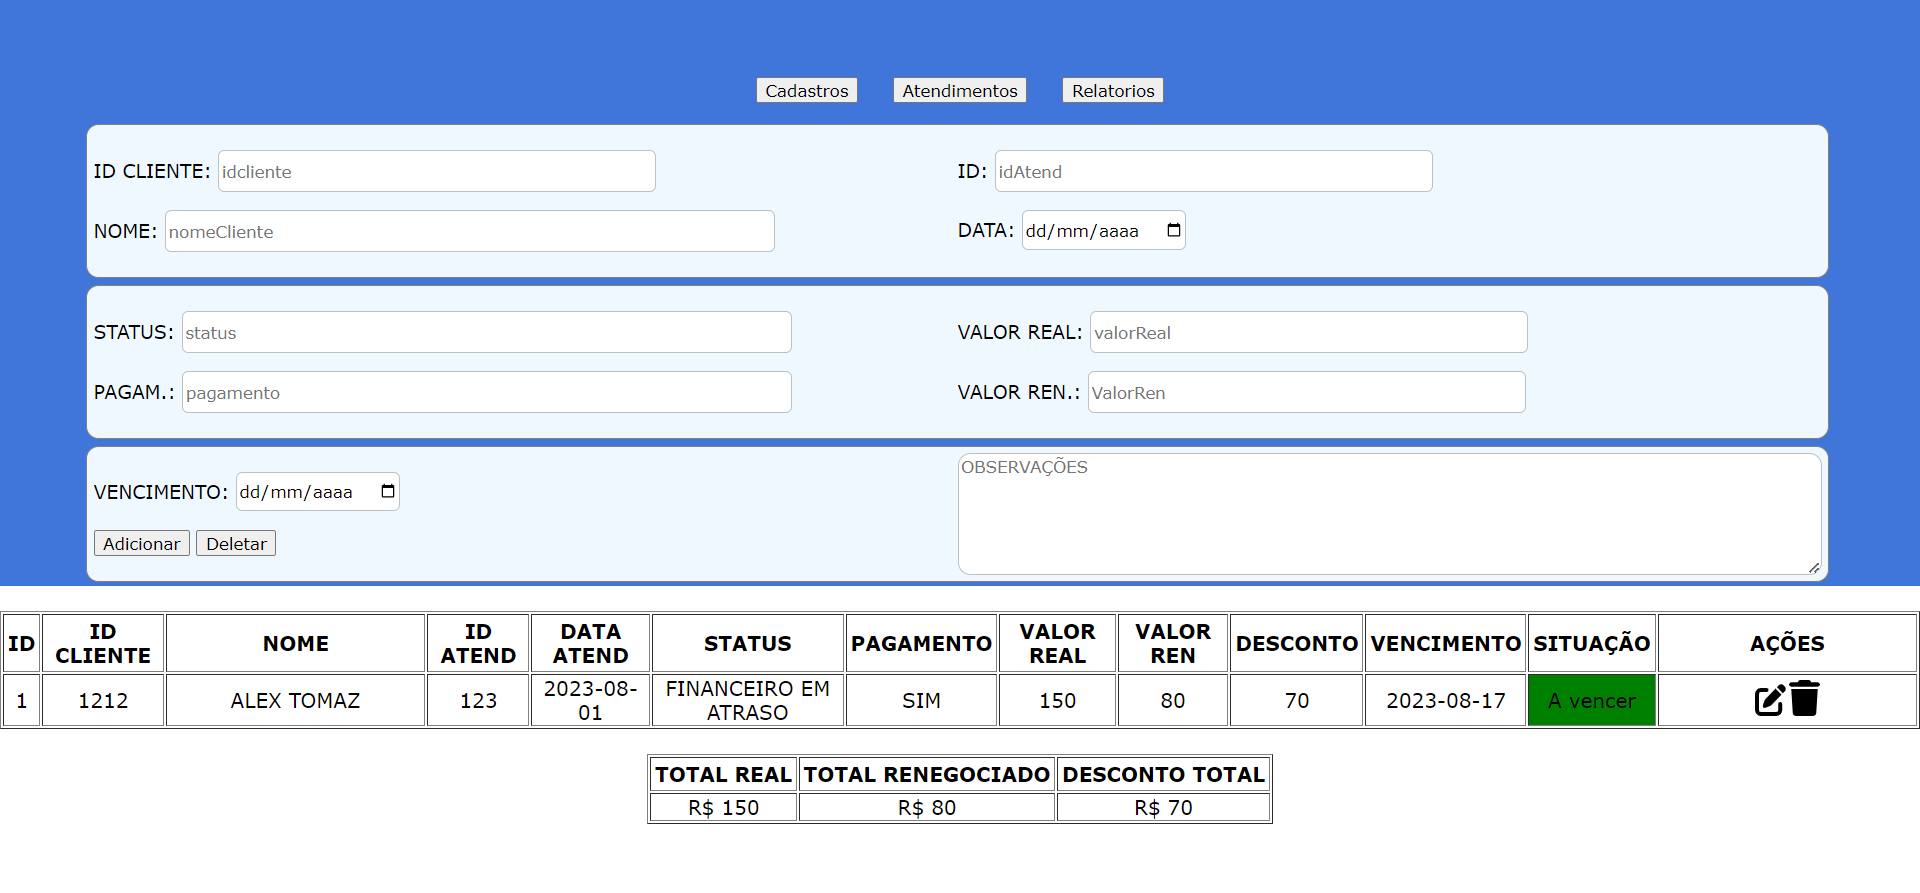 Cadastros Atendimentos Relatorios
ID CLIENTE: idcliente ID: idAtend
NOME: nomeCliente DATA: dd/mm/aaaa
STATUS: status VALOR REAL: valorReal
PAGAM.: pagamento VALOR REN.: ValorRen
VENCIMENTO: dd/mm/aaaa OBSERVAÇÕES
Adicionar Deletar
ID ID CLIENTE NOME ID ATEND DATA ATEND STATUS PAGAMENTO VALOR REAL VALOR REN DESCONTO VENCIMENTO SITUAÇÃO AÇÕES
1 1212 ALEX TOMAZ 123 2023-08-01 FINANCEIRO EM ATRASO SIM 150 80 70 2023-08-17 A vencer
TOTAL REAL TOTAL RENEGOCIADO DESCONTO TOTAL
R$ 150 R$ 80 R$ 70